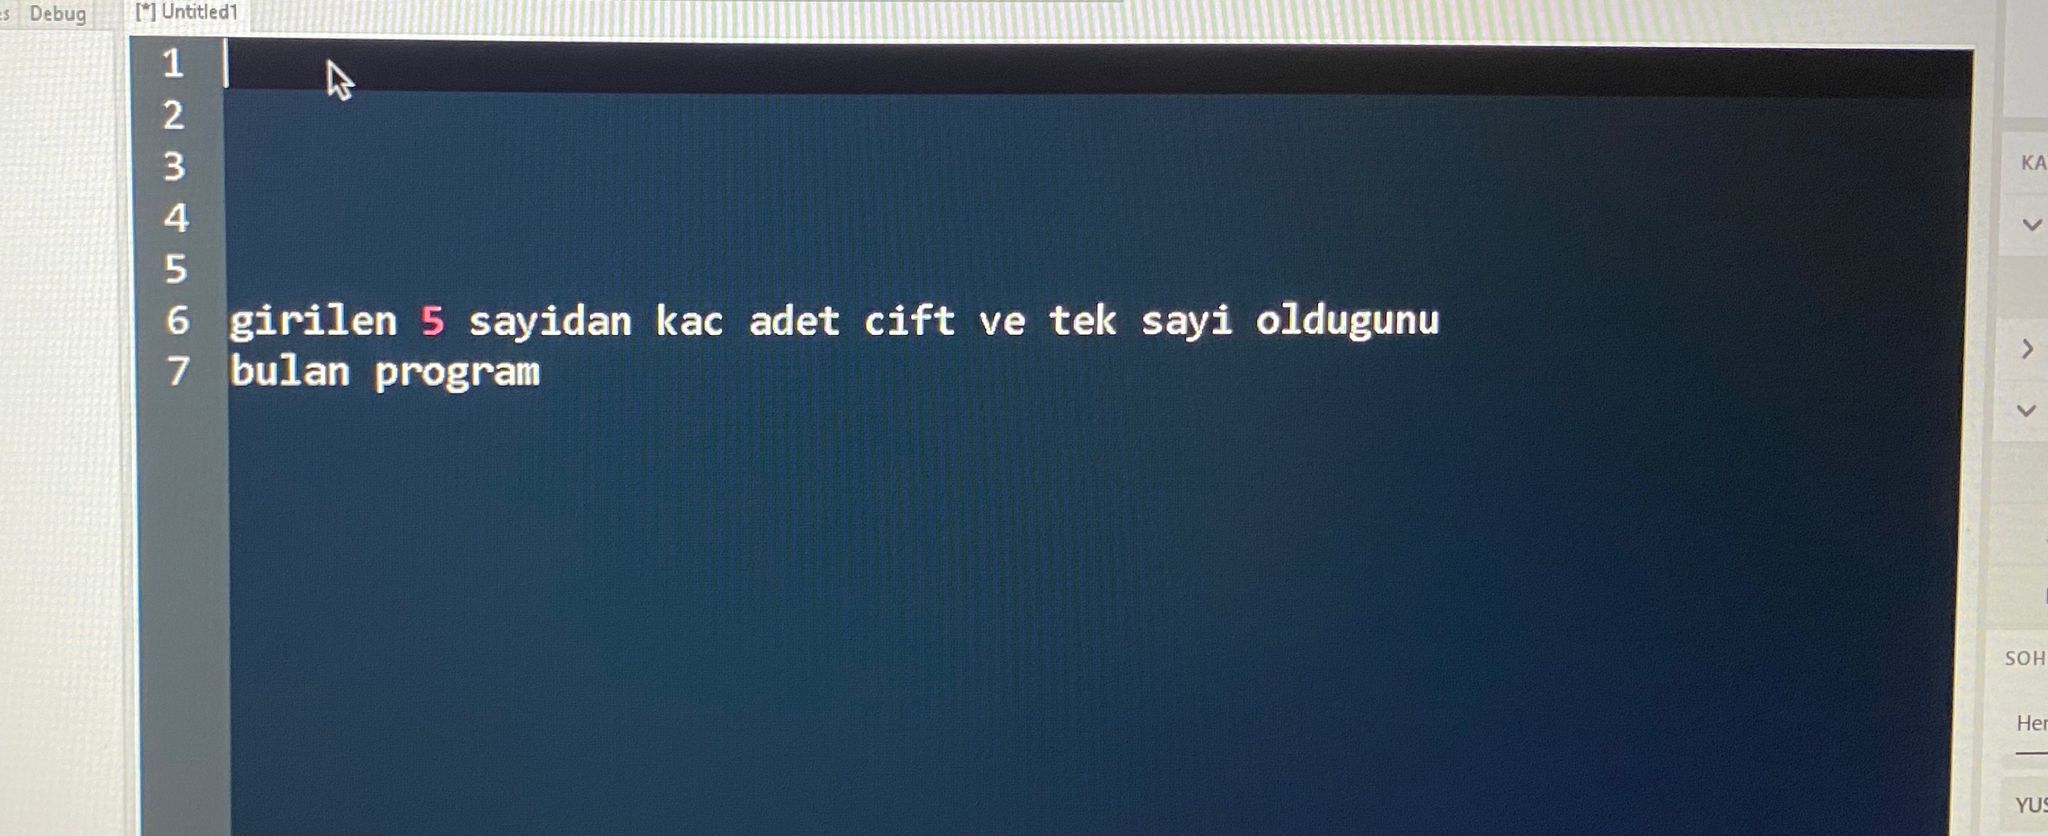 Debug
[*] Untitled1
1
2
3
4
5
6 girilen 5 sayidan kac adet cift ve tek sayi oldugunu
7 bulan program
KA
SOH
Her
YUS